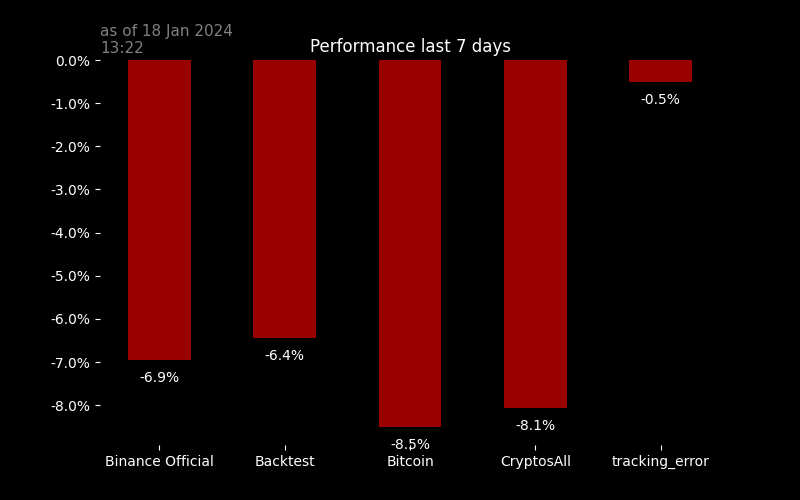 as of 18 Jan 2024
13:22
Performance last 7 days
0.0%
-1.0%
-2.0%
-3.0%
-4.0%
-5.0%
-6.0%
-7.0%
-8.0%
-6.9%
-6.4%
-8.5%
-8.1%
-0.5%
Binance Official
Backtest
Bitcoin
CryptosAll
tracking_error